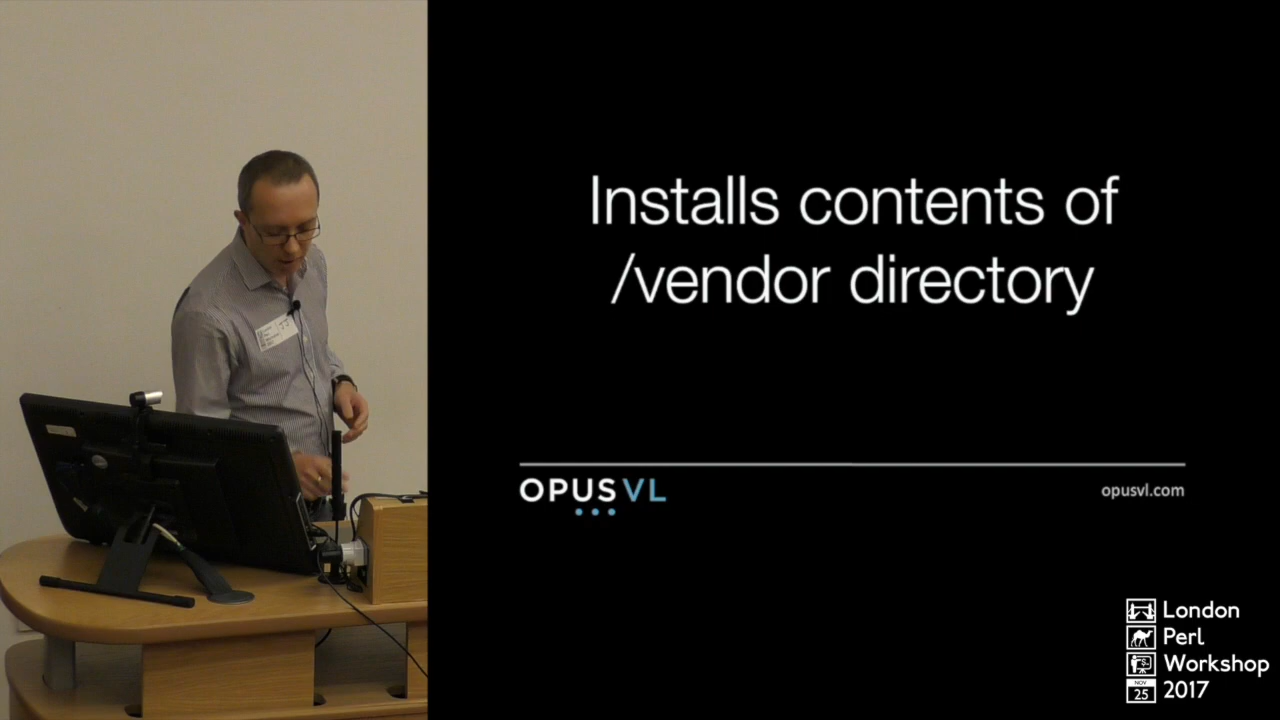 Installs contents of
/vendor directory
OPUSVL
opusvl.com
London
Perl
Workshop
NOV
25 2017